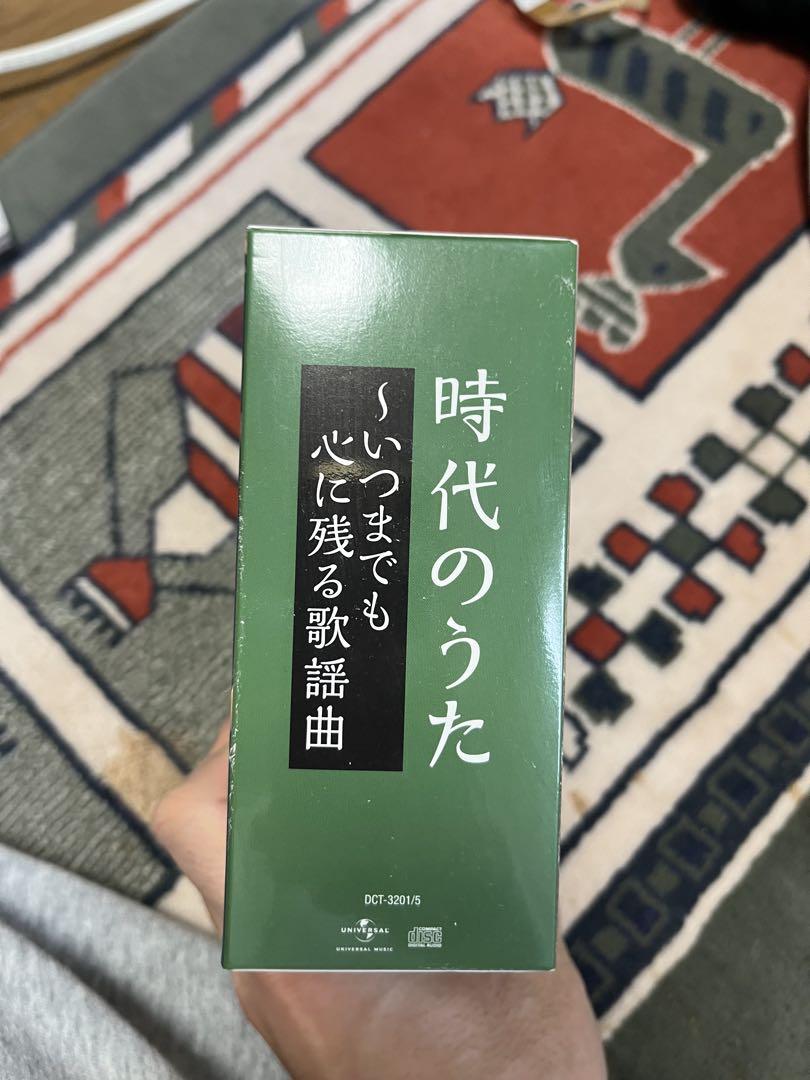 時代のうた
～いつまでも
心に残る歌謡曲
DCT-3201/5
UNIVERSAL
UNIVERSAL MUSIC
COMPACT
disc
DIGITAL AUDIO